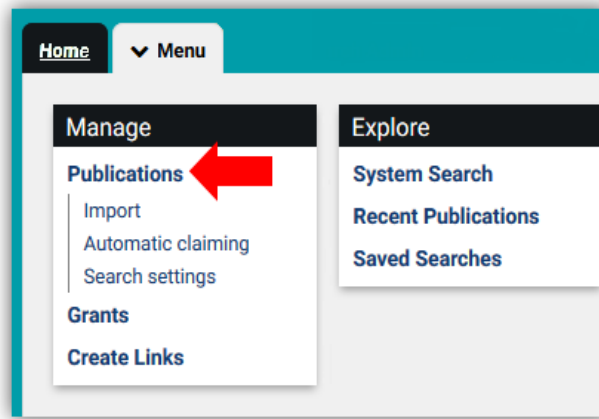 Home
Menu
Manage
Publications
Import
Automatic claiming
Search settings
Grants
Create Links
Explore
System Search
Recent Publications
Saved Searches